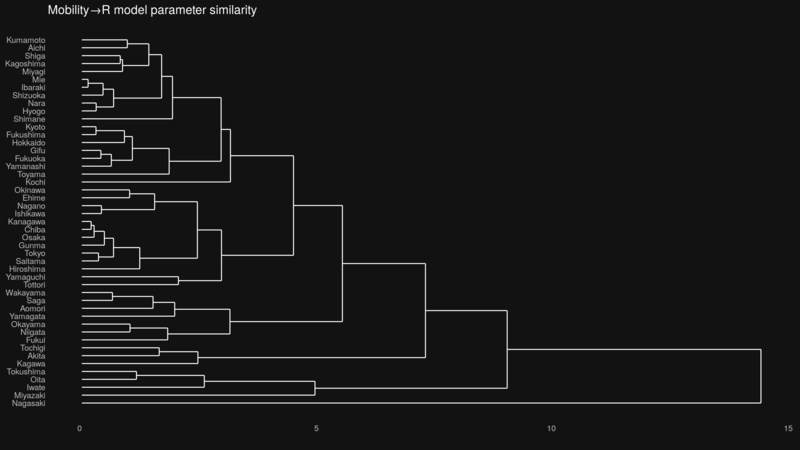 Mobility→R model parameter similarity
Kumamoto
Aichi
Shiga
Kagoshima
Miyagi
Mie
Ibaraki
Shizuoka
Nara
Hyogo
Shimane
Kyoto
Fukushima
Hokkaido
Gifu
Fukuoka
Yamanashi
Toyama
Kochi
Okinawa
Ehime
Nagano
Ishikawa
Kanagawa
Chiba
Osaka
Gunma
Tokyo
Saitama
Hiroshima
Yamaguchi
Tottori
Wakayama
Saga
Aomori
Yamagata
Okayama
Niigata
Fukui
Tochigi
Akita
Kagawa
Tokushima
Oita
Iwate
Miyazaki
Nagasaki
0 5 10 15